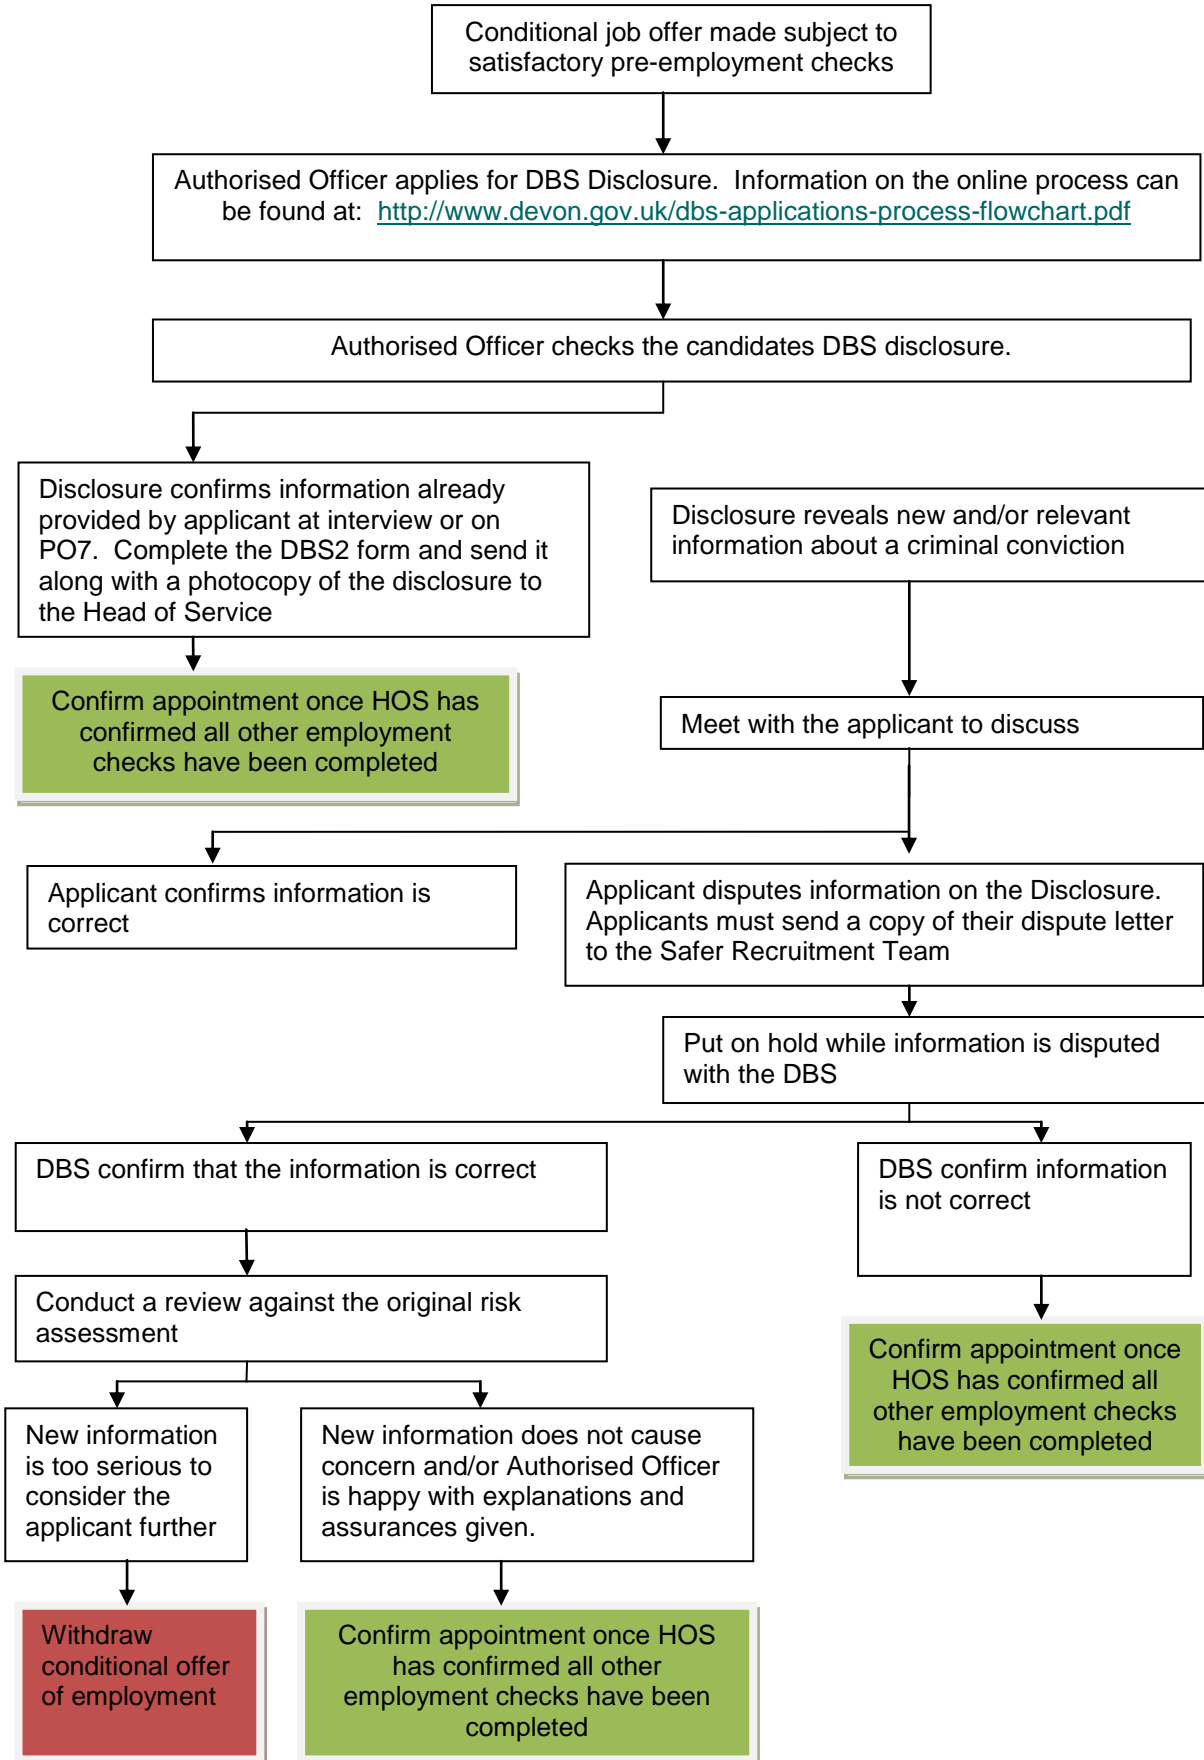 Conditional job offer made subject to
satisfactory pre-employment checks
Authorised Officer applies for DBS Disclosure.  Information on the online process can
be found at:  http://www.devon.gov.uk/dbs-applications-process-flowchart.pdf
Authorised Officer checks the candidates DBS disclosure.
Disclosure confirms information already
provided by applicant at interview or on
PO7.  Complete the DBS2 form and send it
along with a photocopy of the disclosure to
the Head of Service
Disclosure reveals new and/or relevant
information about a criminal conviction
Confirm appointment once HOS has
confirmed all other employment
checks have been completed
Meet with the applicant to discuss
Applicant confirms information is
correct
Applicant disputes information on the Disclosure.
Applicants must send a copy of their dispute letter
to the Safer Recruitment Team
Put on hold while information is disputed
with the DBS
DBS confirm that the information is correct
DBS confirm information
is not correct
Conduct a review against the original risk
assessment
Confirm appointment once
HOS has confirmed all
other employment checks
have been completed
New information
is too serious to
consider the
applicant further
New information does not cause
concern and/or Authorised Officer
is happy with explanations and
assurances given.
Withdraw
conditional offer
of employment
Confirm appointment once HOS
has confirmed all other
employment checks have been
completed